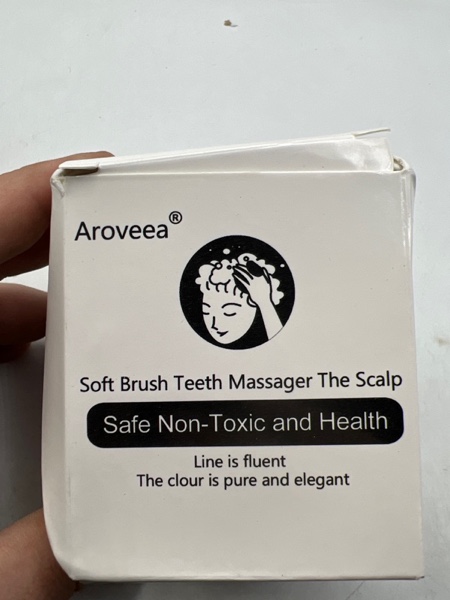 Aroveea®
Soft Brush Teeth Massager The Scalp
Safe Non-Toxic and Health
Line is fluent
The clour is pure and elegant